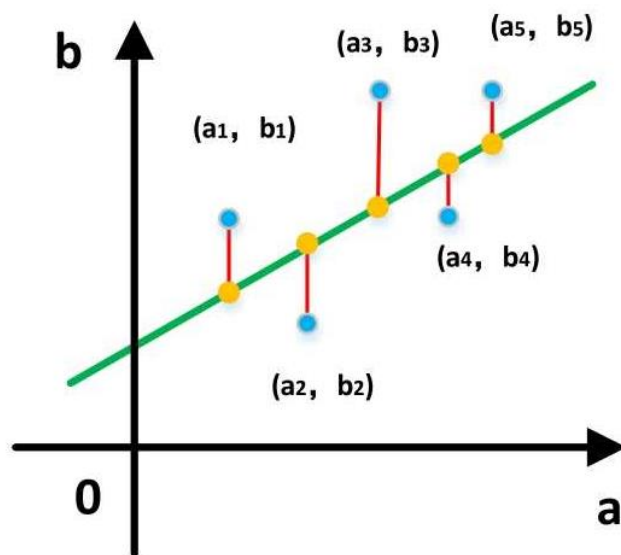 (a5, b5)
b
(a3, b3)
(a1, b1)
(a4, b4)
(a2, b2)
0
a